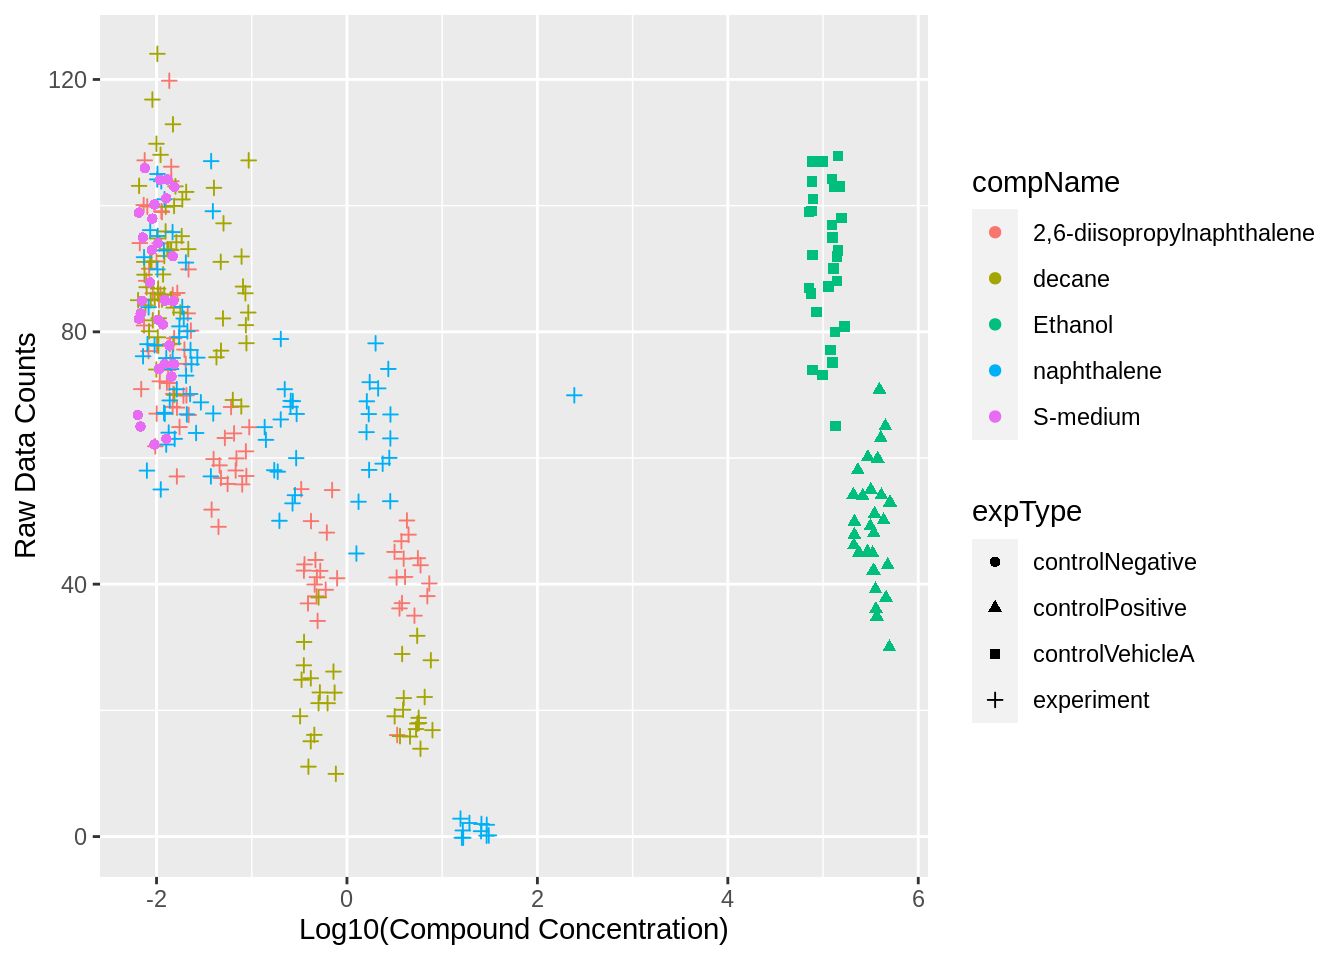 120
80
40
0
-2 0 2 4 6
Log10(Compound Concentration)
Raw Data Counts
compName
2,6-diisopropylnaphthalene
decane
Ethanol
naphthalene
S-medium
expType
controlNegative
controlPositive
controlVehicleA
experiment